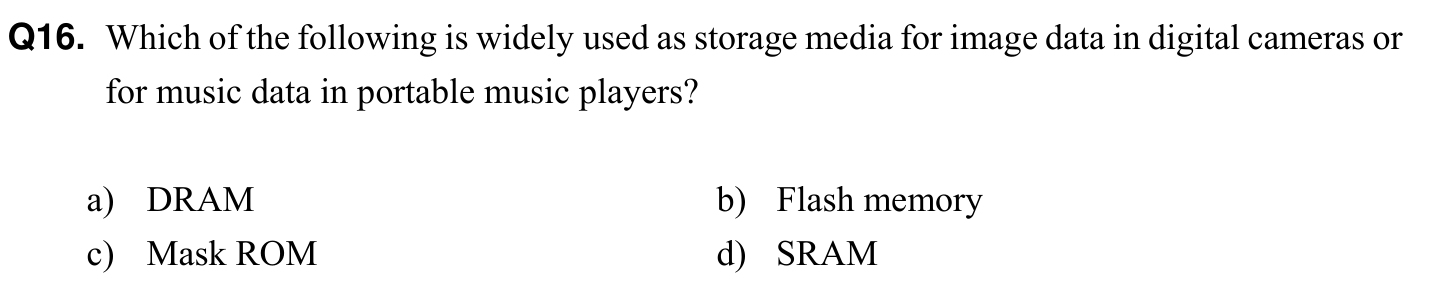 Q16. Which of the following is widely used as storage media for image data in digital cameras or
for music data in portable music players?
a) DRAM b) Flash memory
c) Mask ROM d) SRAM